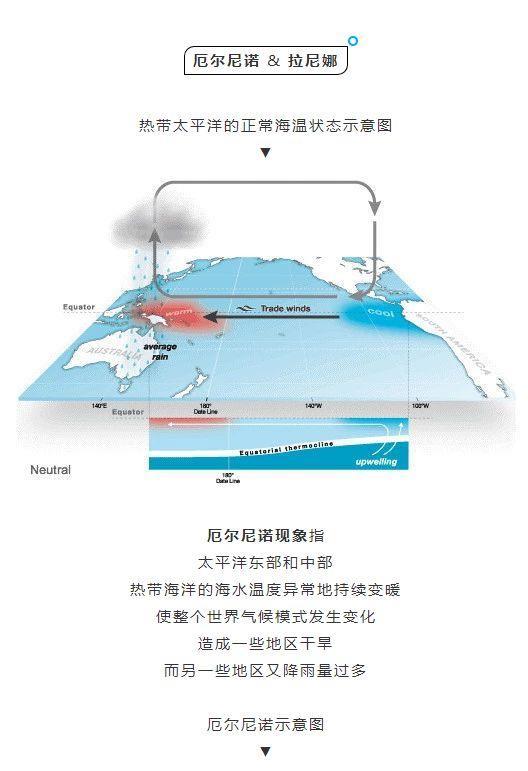 厄尔尼诺 & 拉尼娜
热带太平洋的正常海温状态示意图
Equator
warm
Trade winds
cool
SOUTH AMERICA
AUSTRALIA
average
rain
140°E
180°
Date Line
140°W
100°W
Equator
Equatorial thermocline
upwelling
Neutral
180°
Date Line
厄尔尼诺现象指
太平洋东部和中部
热带海洋的海水温度异常地持续变暖
使整个世界气候模式发生变化
造成一些地区干旱
而另一些地区又降雨量过多
厄尔尼诺示意图